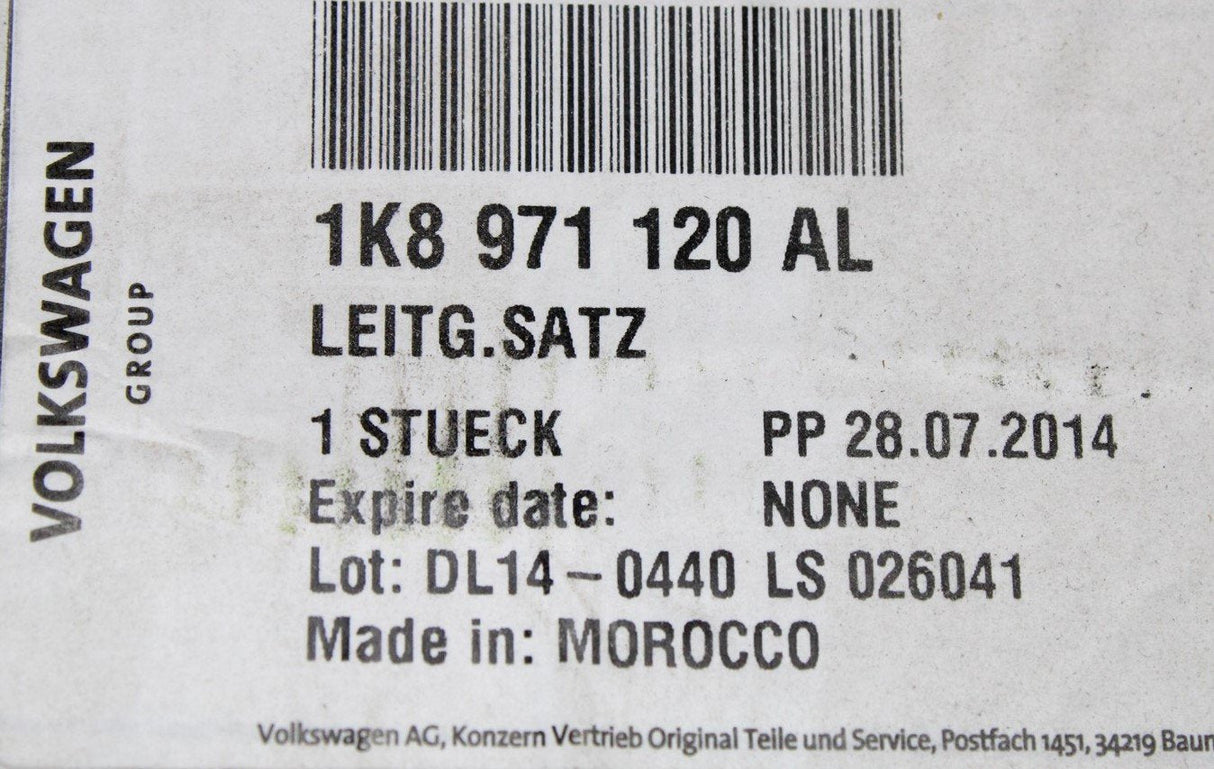 VOLKSWAGEN
GROUP
1K8 971 120 AL
LEITG.SATZ
1 STUECK PP 28.07.2014
Expire date: NONE
Lot: DL14-0440 LS 026041
Made in: MOROCCO
Volkswagen AG, Konzern Vertrieb Original Teile und Service, Postfach 1451, 34219